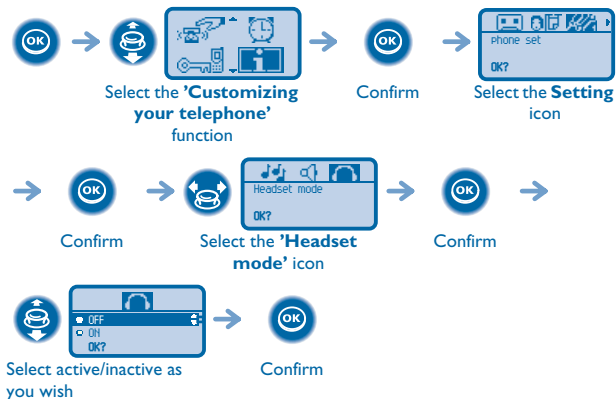 OK
OK
Phone set
OK?
Select the ’Customizing
your telephone’
function
Confirm
Select the Setting
icon
OK
Headset mode
OK?
OK
Confirm
Select the ’Headset
mode’ icon
Confirm
OFF
ON
OK?
OK
Select active/inactive as
you wish
Confirm